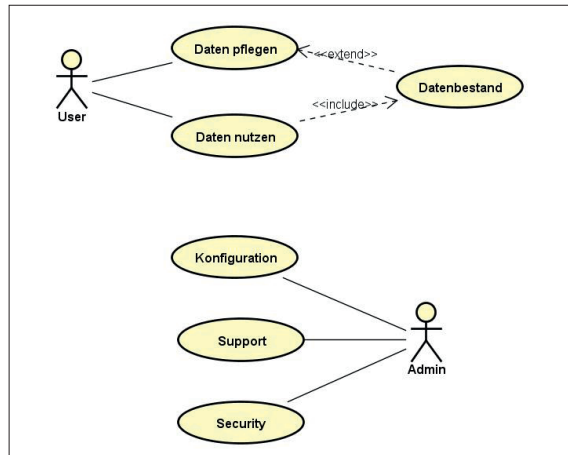 Daten pflegen
<<extend>>
Datenbestand
User
<<include>>
Daten nutzen
Konfiguration
Support
Admin
Security